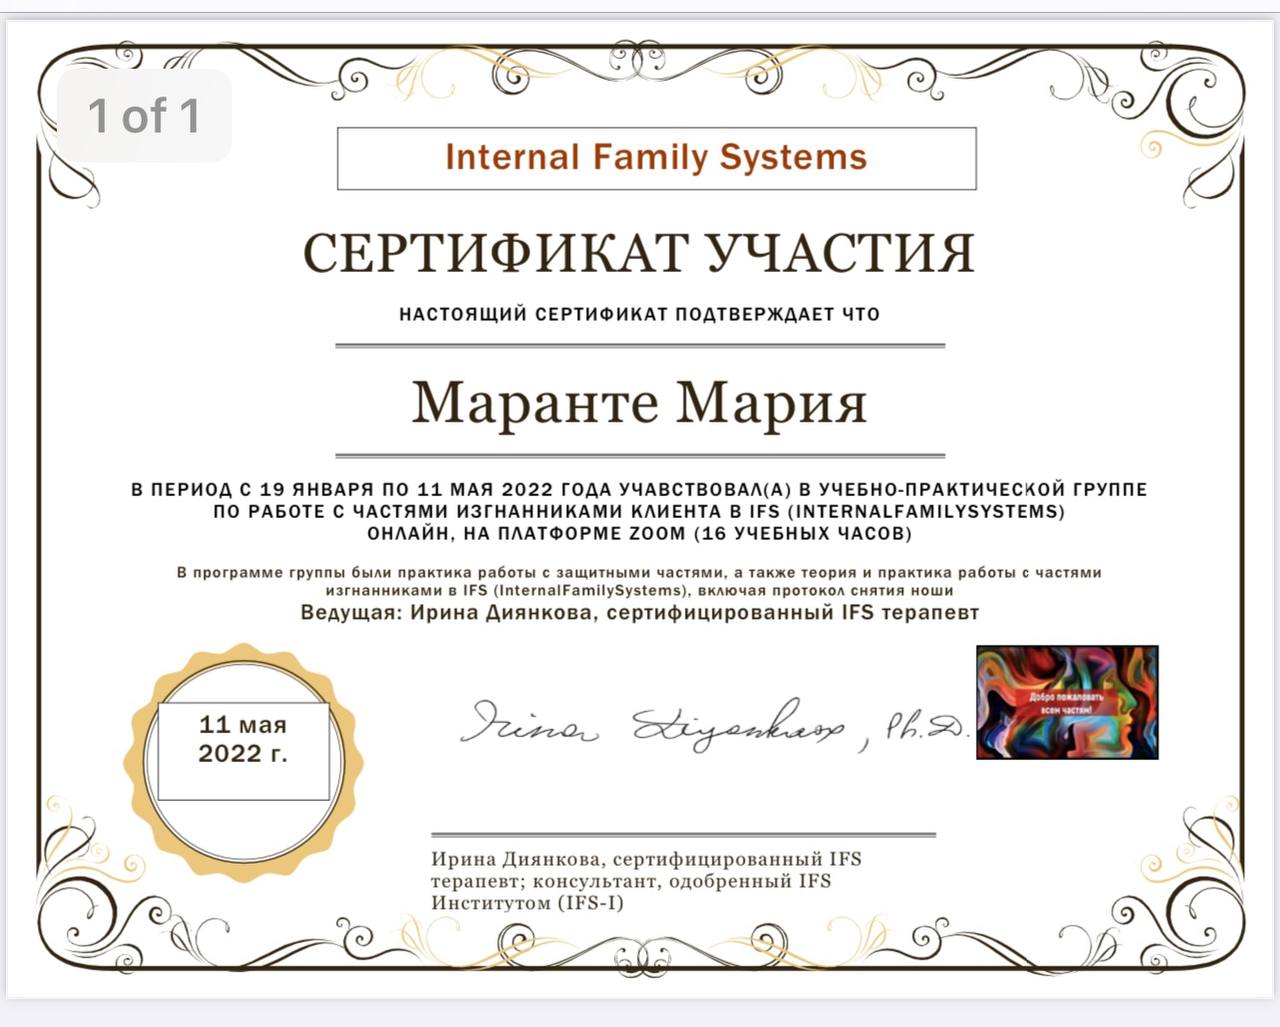 1 of 1
Internal Family Systems
СЕРТИФИКАТ УЧАСТИЯ
НАСТОЯЩИЙ СЕРТИФИКАТ ПОДТВЕРЖДАЕТ ЧТО
Маранте Мария
В ПЕРИОД С 19 ЯНВАРЯ ПО 11 МАЯ 2022 ГОДА УЧАВСТВОВАЛ(А) В УЧЕБНО-ПРАКТИЧЕСКОЙ ГРУППЕ
ПО РАБОТЕ С ЧАСТЯМИ ИЗГНАННИКАМИ КЛИЕНТА В IFS (INTERNALFAMILYSYSTEMS)
ОНЛАЙН, НА ПЛАТФОРМЕ ZOOM (16 УЧЕБНЫХ ЧАСОВ)
В программе группы были практика работы с защитными частями, а также теория и практика работы с частями
изгнанниками в IFS (InternalFamilySystems), включая протокол снятия ноши
Ведущая: Ирина Диянкова, сертифицированный IFS терапевт
11 мая
2022 г.
Irina Diyankova, Ph.D.
Добро пожаловать
всем частям!
Ирина Диянкова, сертифицированный IFS
терапевт; консультант, одобренный IFS
Институтом (IFS-I)